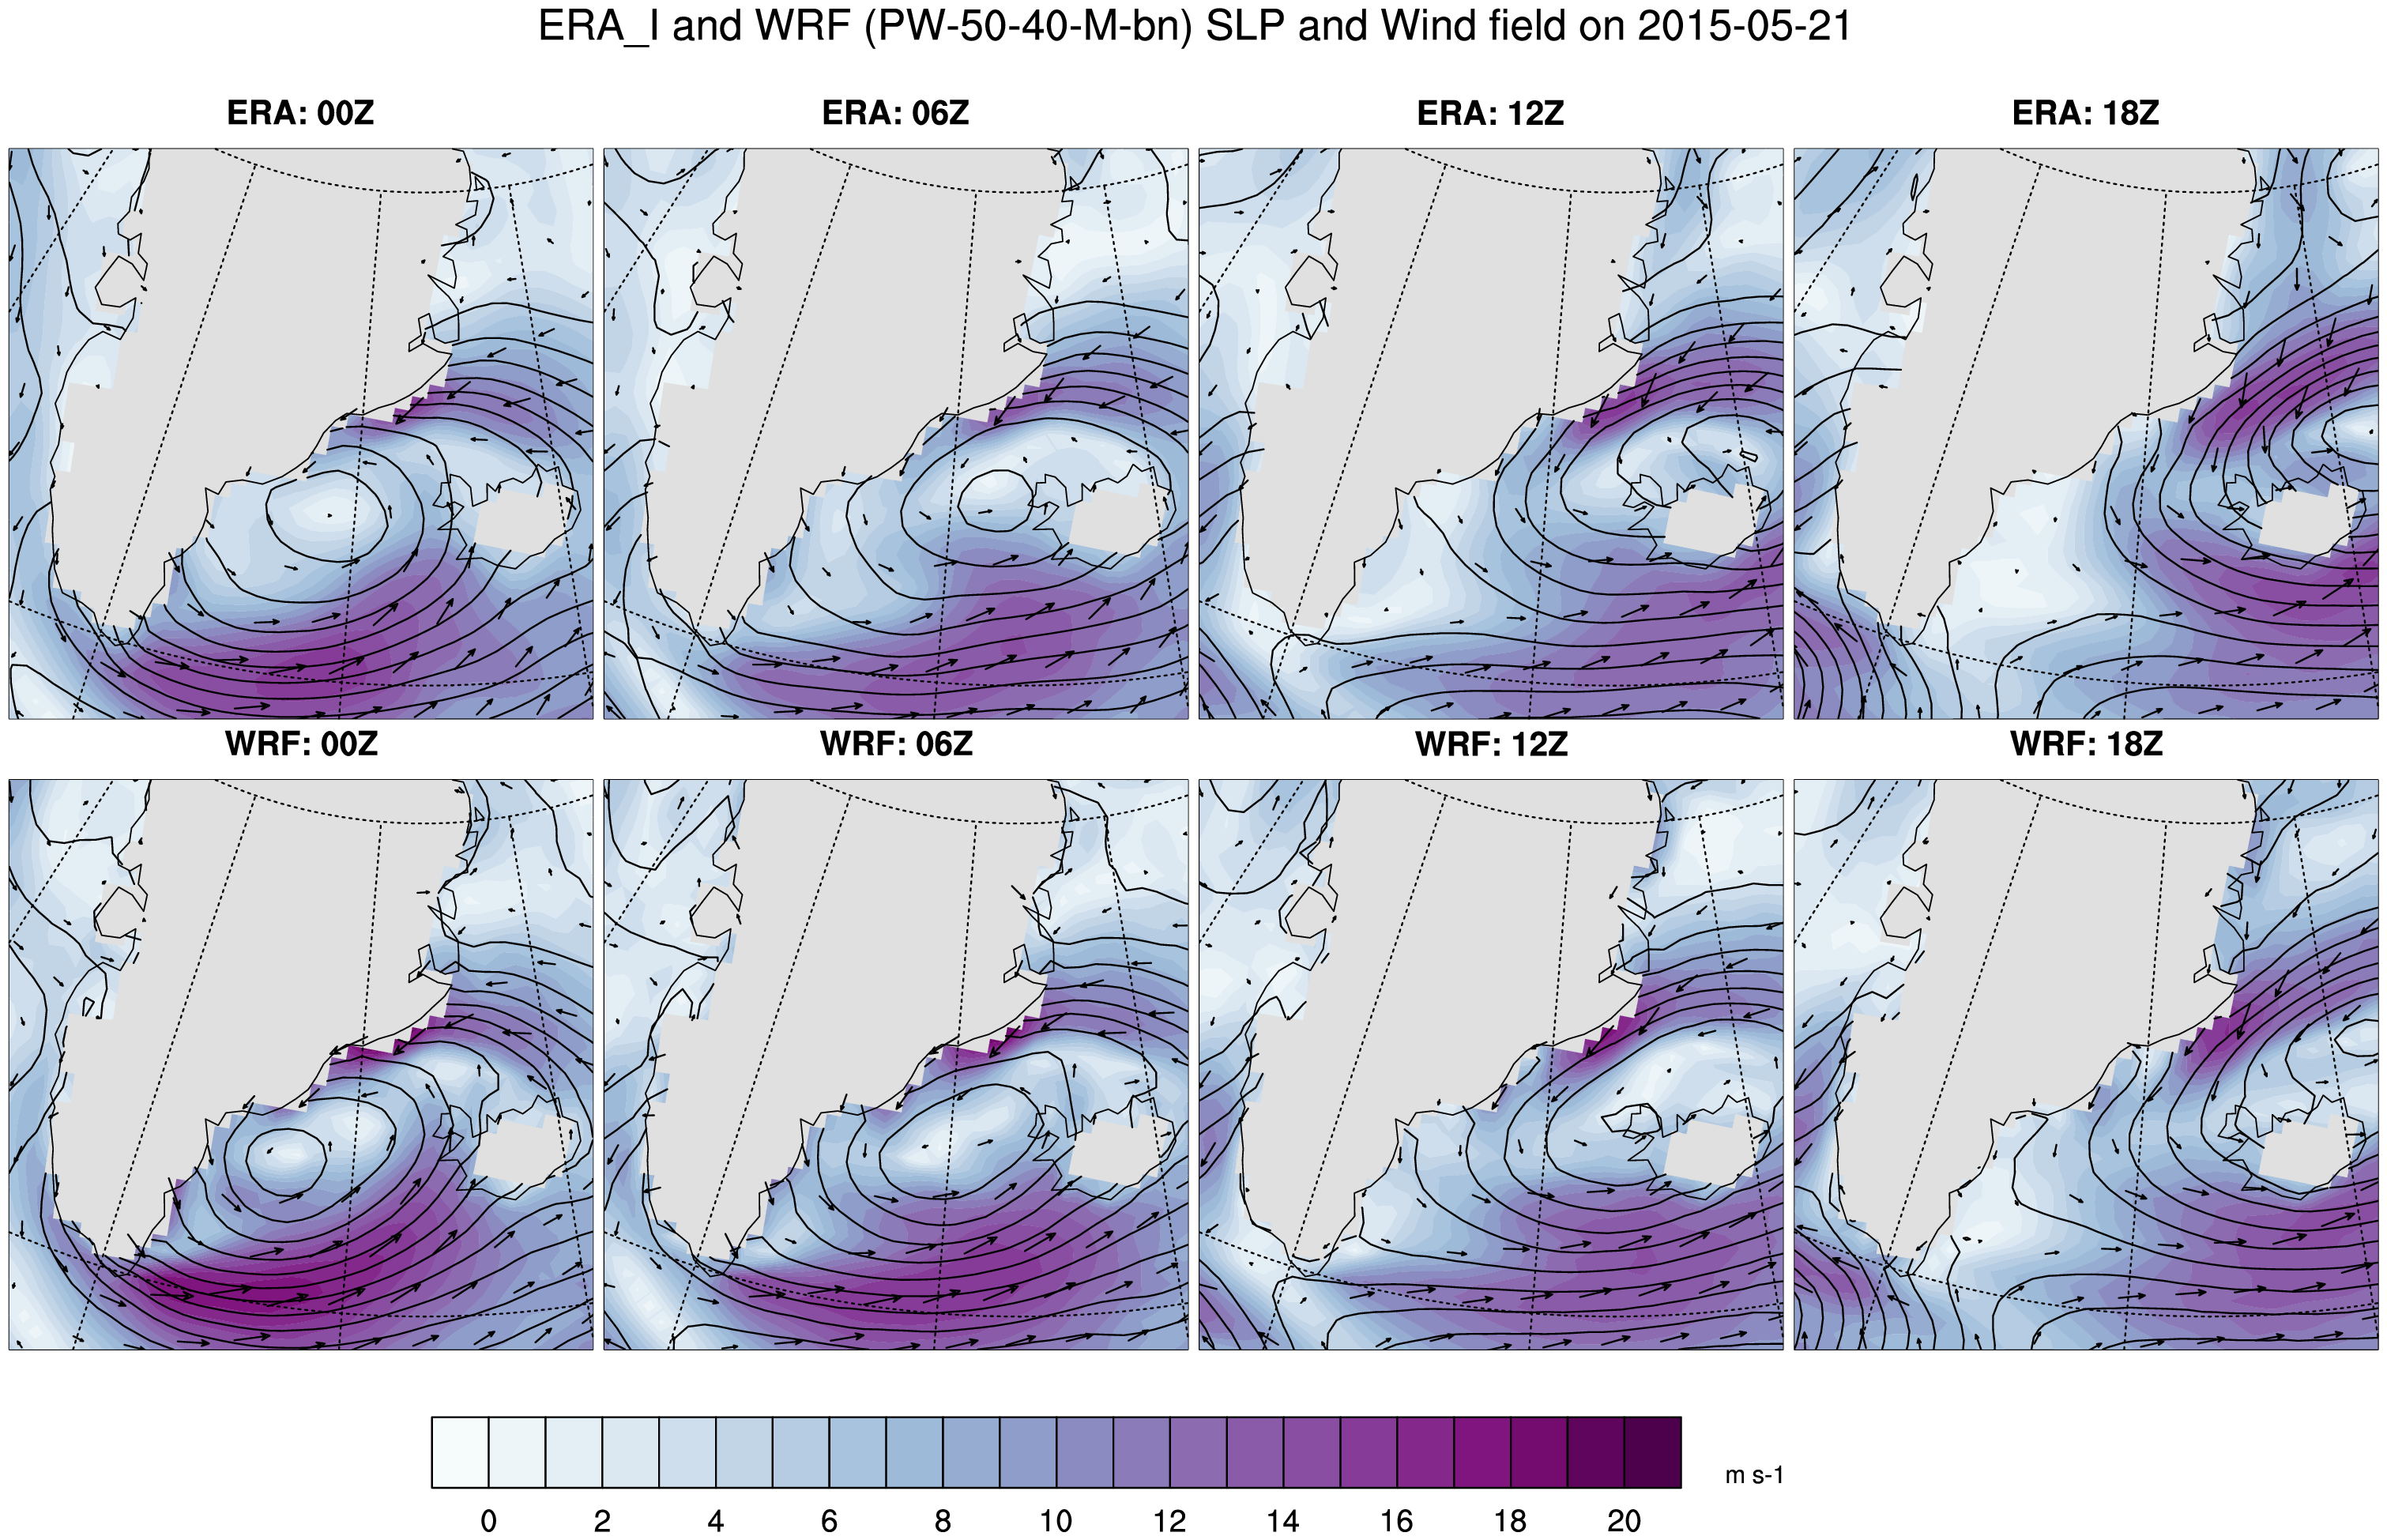 ERA_I and WRF (PW-50-40-M-bn) SLP and Wind field on 2015-05-21
ERA: 00Z ERA: 06Z ERA: 12Z ERA: 18Z
WRF: 00Z WRF: 06Z WRF: 12Z WRF: 18Z
m s-1
0 2 4 6 8 10 12 14 16 18 20